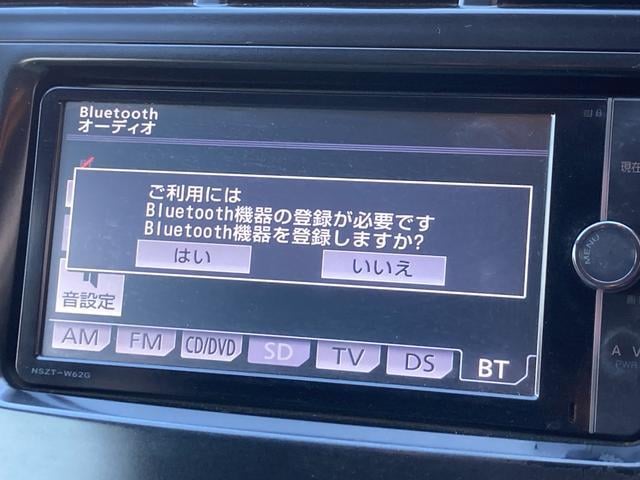 Bluetooth
オーディオ
現在
ご利用には
Bluetooth機器の登録が必要です
Bluetooth機器を登録しますか?
はい
いいえ
MENU
音設定
AM
FM
CD/DVD
SD
TV
DS
BT
A V
PWR
NSZT-W62G